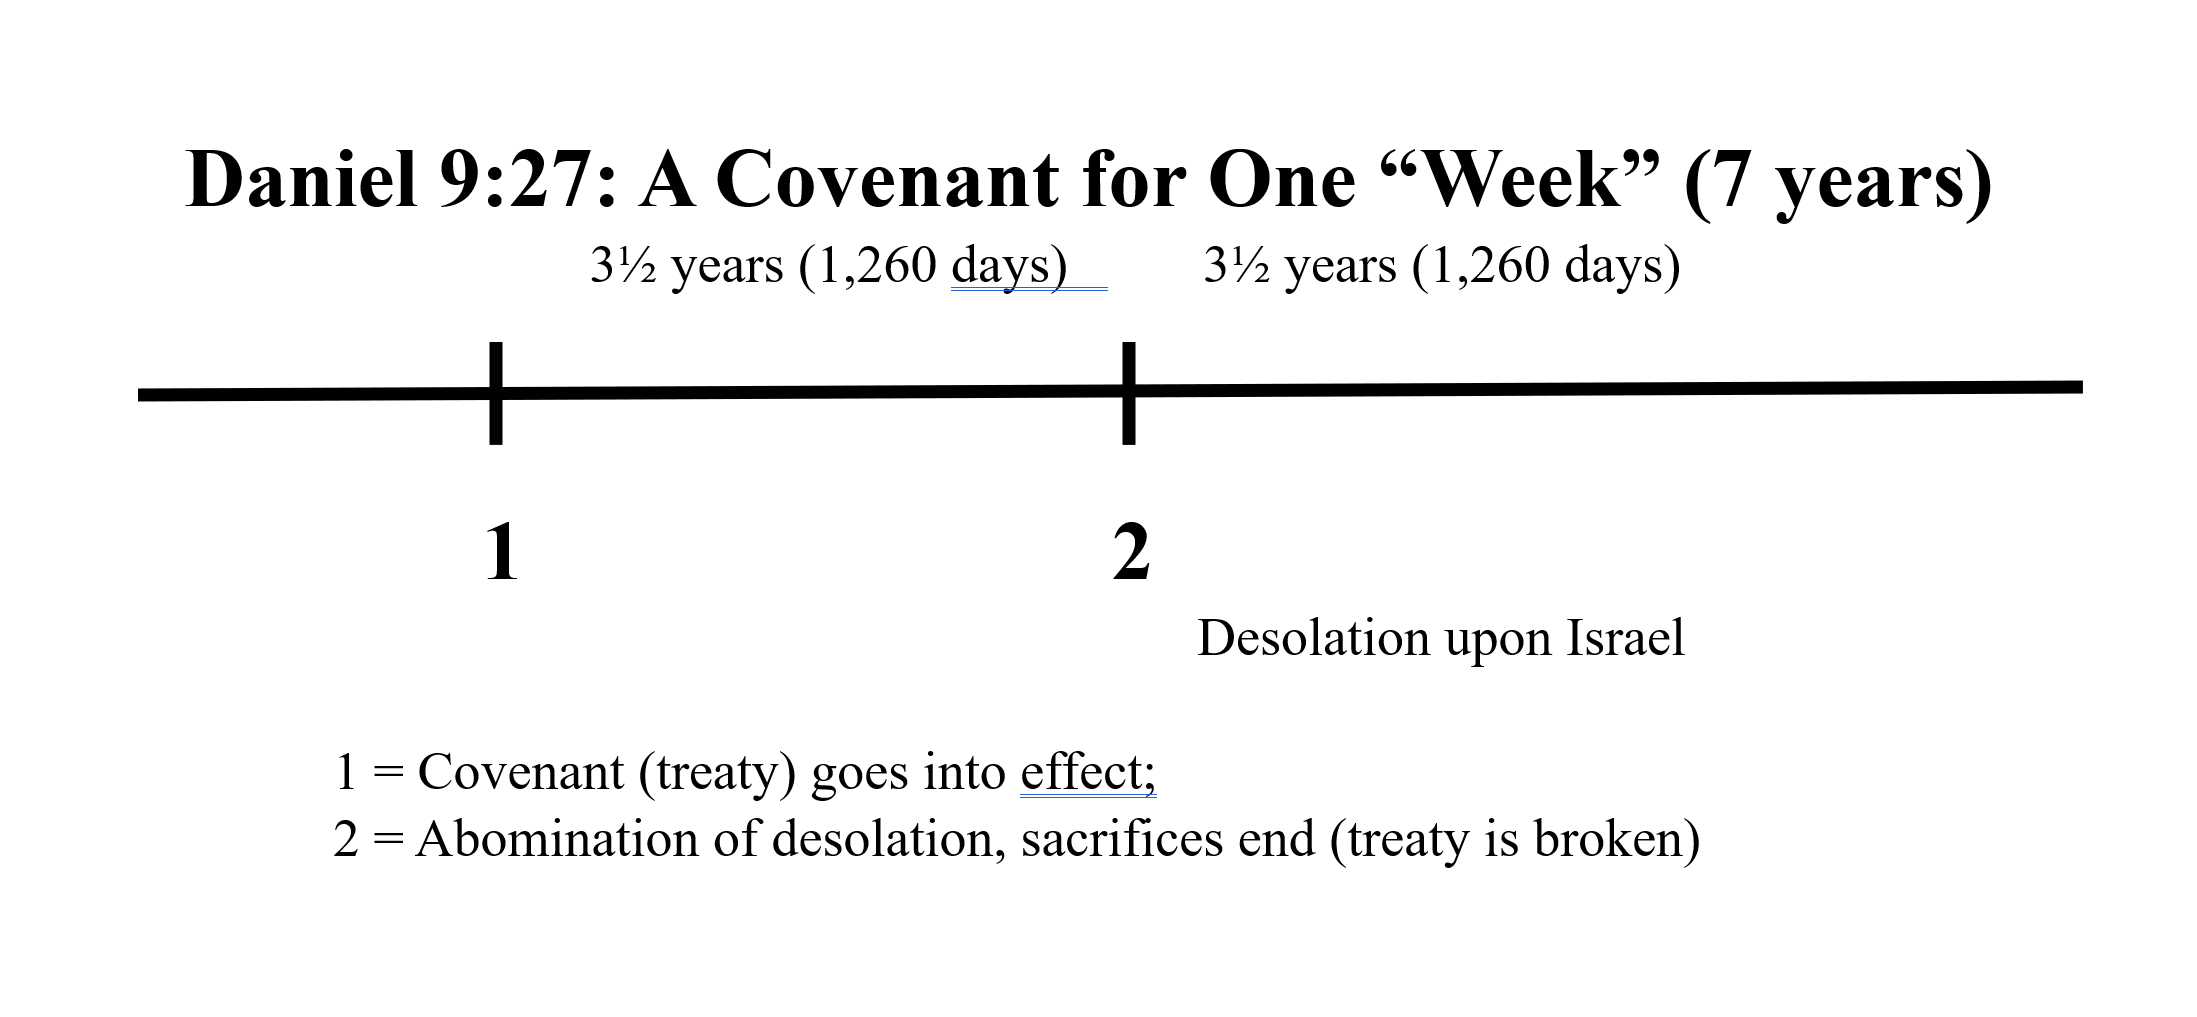 Daniel 9:27: A Covenant for One “Week” (7 years)
3½ years (1,260 days) 3½ years (1,260 days)
1 2
Desolation upon Israel
1 = Covenant (treaty) goes into effect;
2 = Abomination of desolation, sacrifices end (treaty is broken)